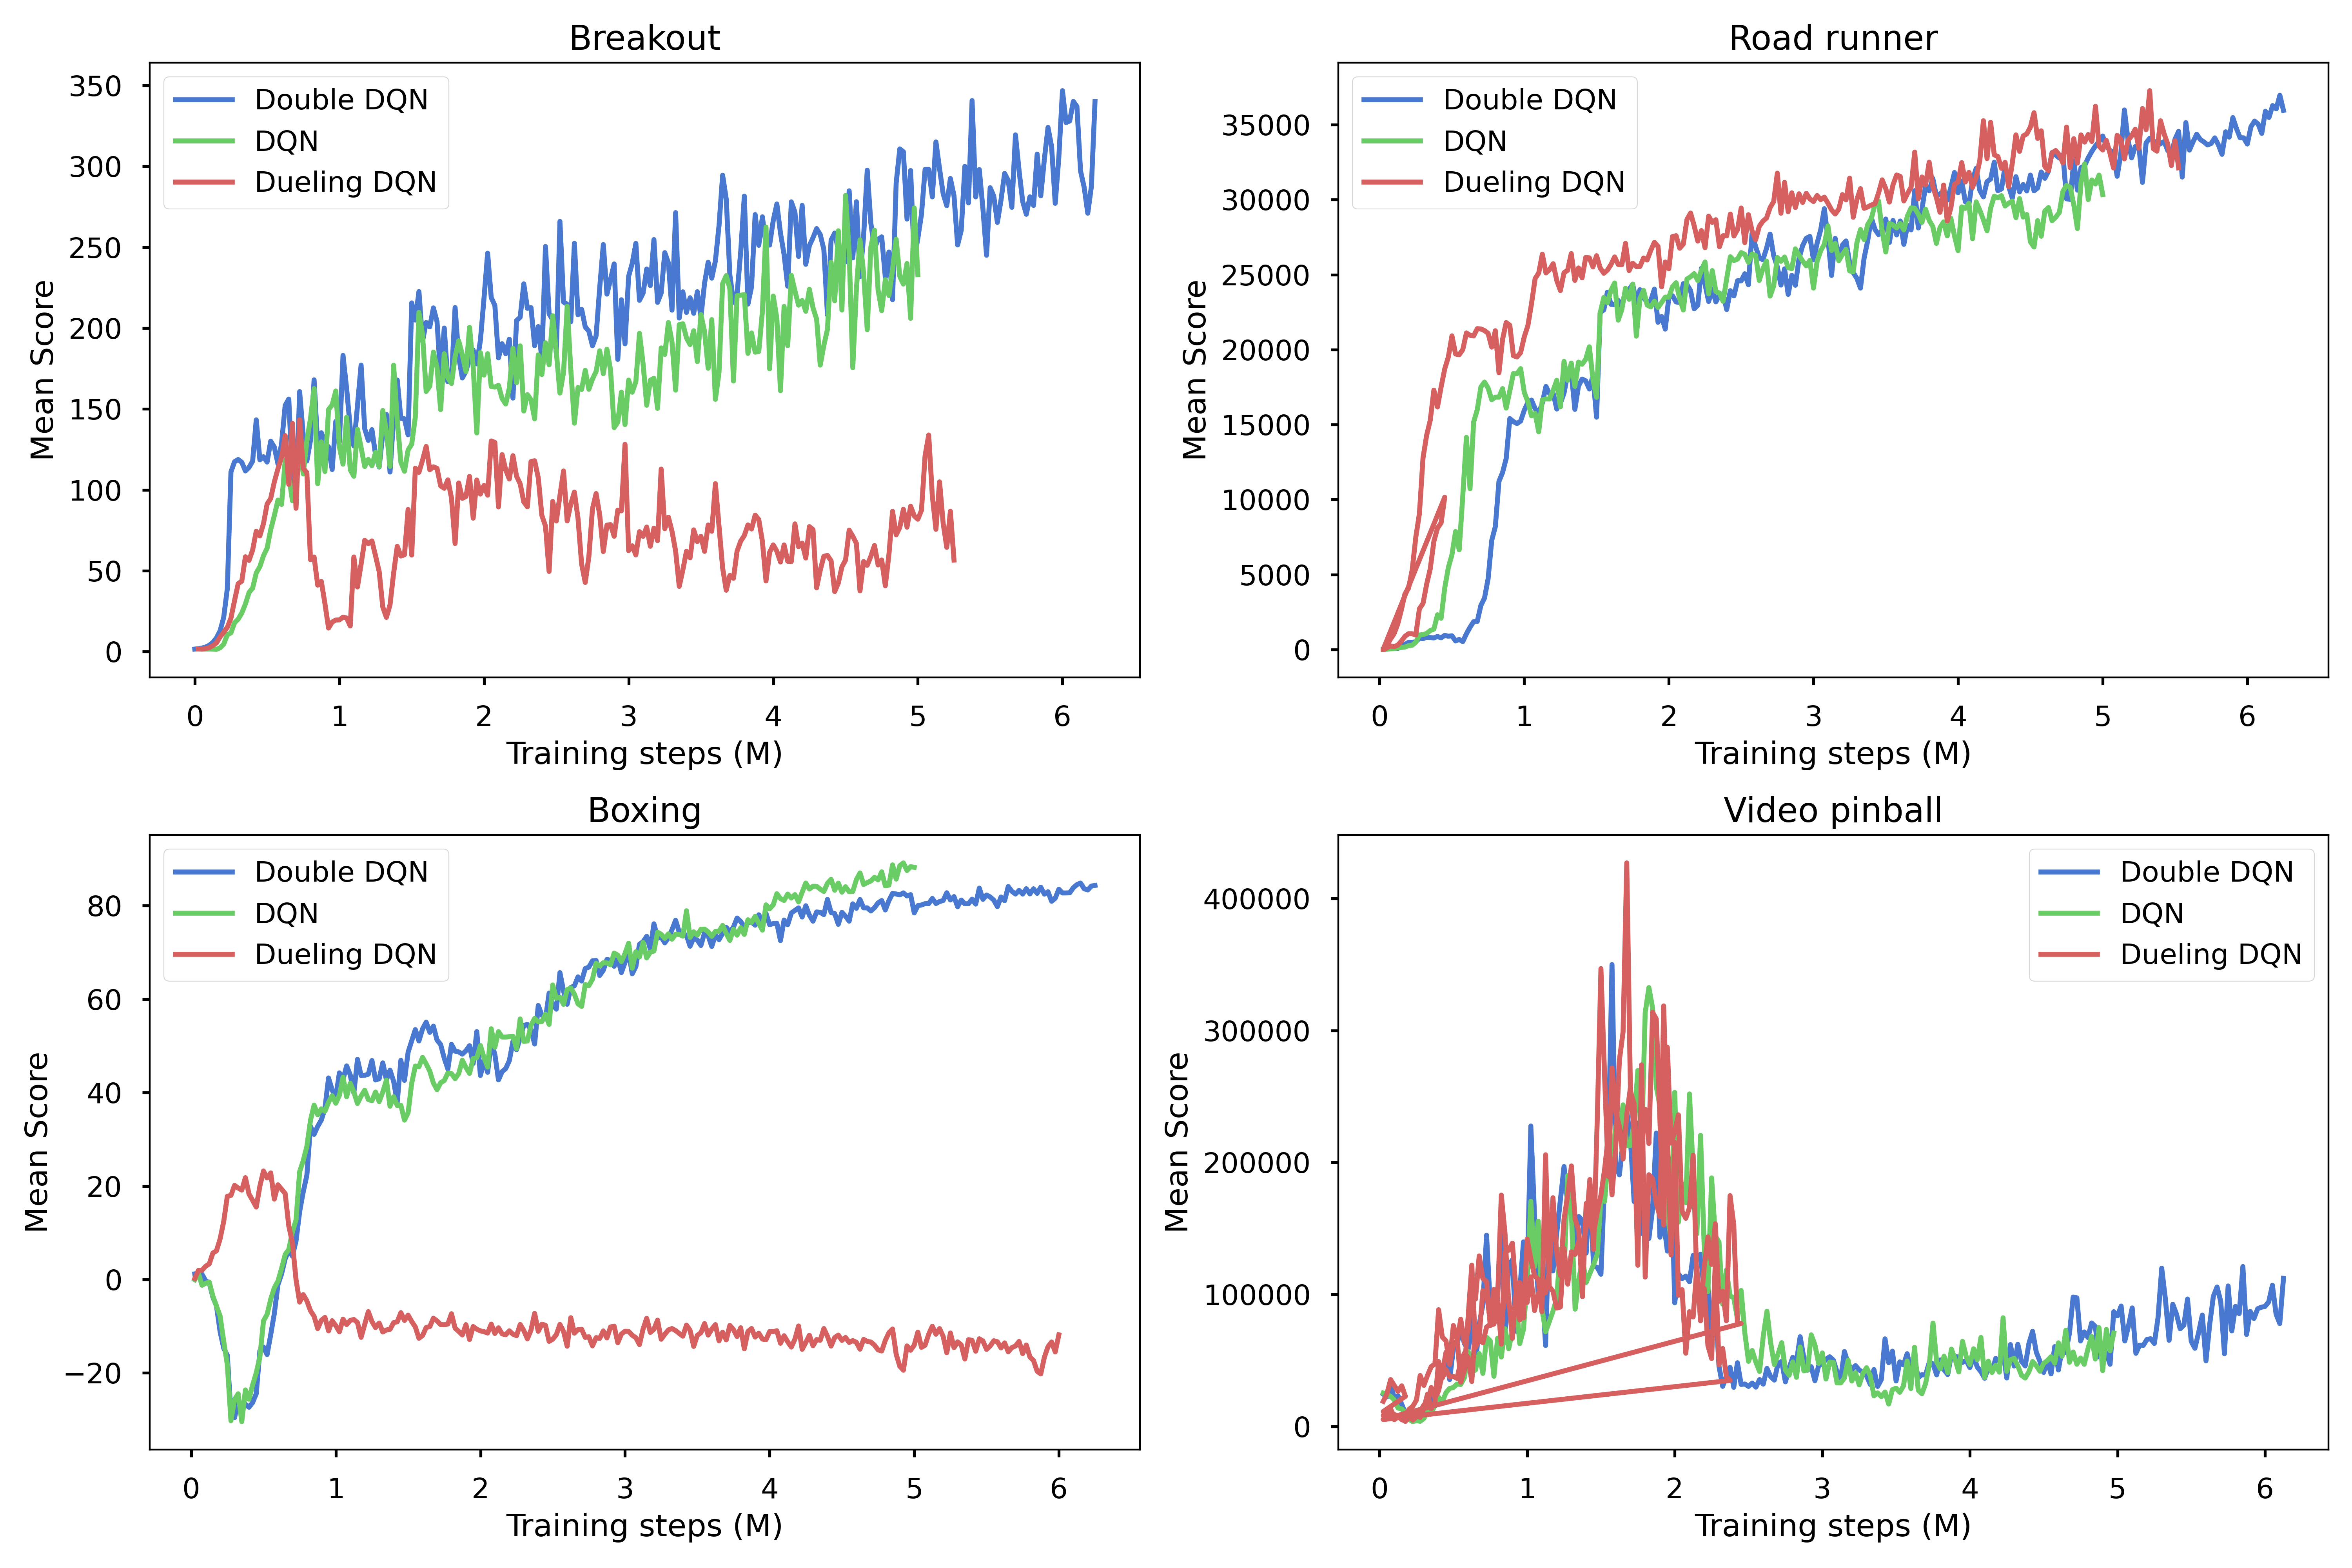 Breakout
350
300
250
200
150
100
50
0
Mean Score
Double DQN
DQN
Dueling DQN
0 1 2 3 4 5 6
Training steps (M)
Road runner
35000
30000
25000
20000
15000
10000
5000
0
Mean Score
Double DQN
DQN
Dueling DQN
0 1 2 3 4 5 6
Training steps (M)
Boxing
80
60
40
20
0
−20
Mean Score
Double DQN
DQN
Dueling DQN
0 1 2 3 4 5 6
Training steps (M)
Video pinball
400000
300000
200000
100000
0
Mean Score
Double DQN
DQN
Dueling DQN
0 1 2 3 4 5 6
Training steps (M)